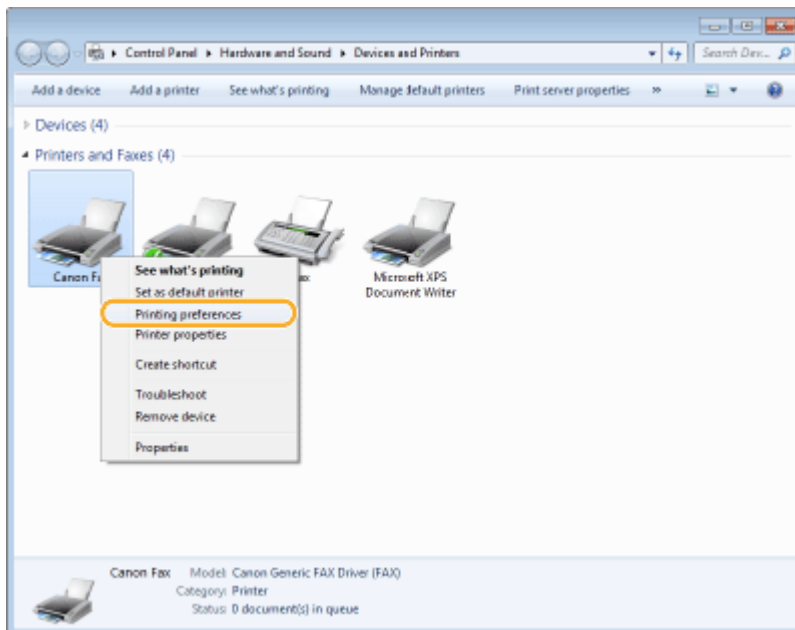 Control Panel ▸ Hardware and Sound ▸ Devices and Printers
Search Dev...
Add a device Add a printer See what's printing Manage default printers Print server properties »
Devices (4)
Printers and Faxes (4)
Canon Fa
ax
Microsoft XPS
Document Writer
See what's printing
Set as default printer
Printing preferences
Printer properties
Create shortcut
Troubleshoot
Remove device
Properties
Canon Fax Model: Canon Generic FAX Driver (FAX)
Category: Printer
Status: 0 document(s) in queue